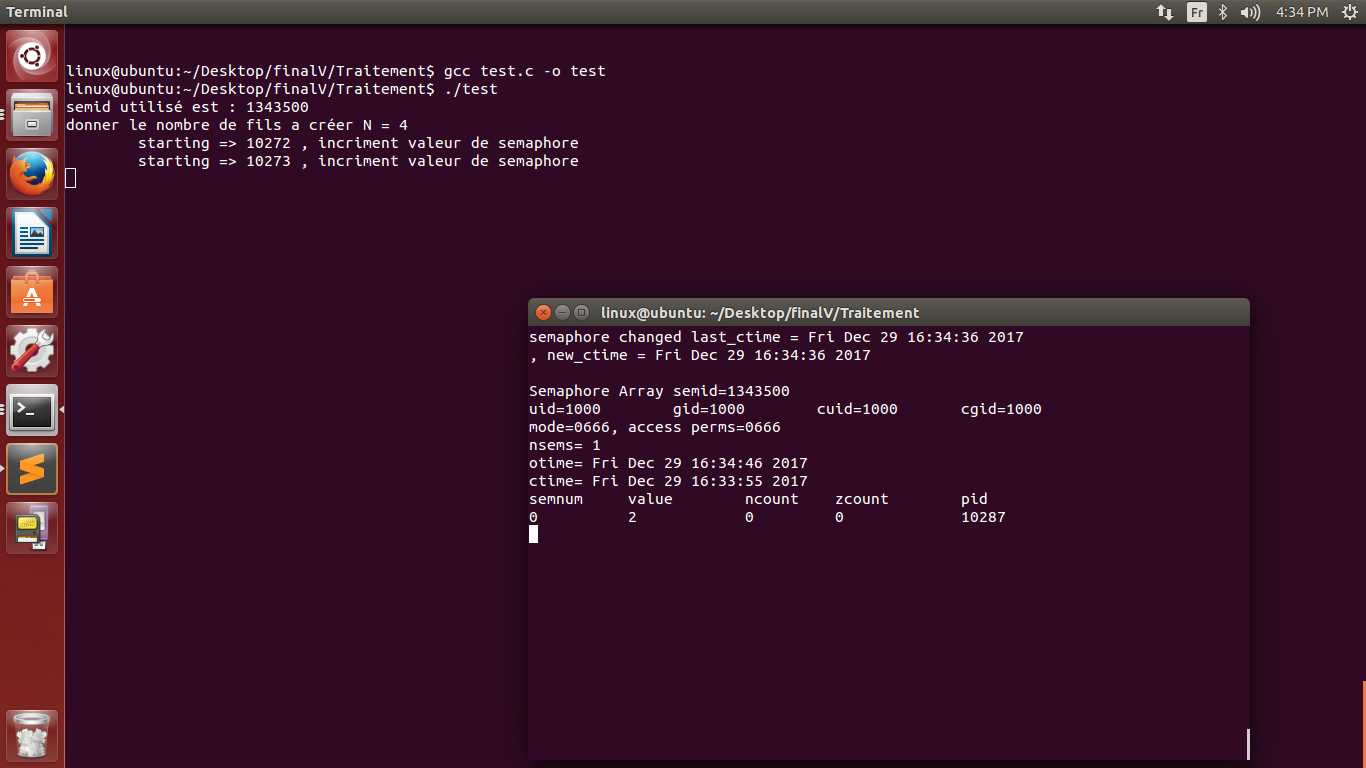 Terminal
Fr
4:34 PM
linux@ubuntu:~/Desktop/finalV/Traitement$ gcc test.c -o test
linux@ubuntu:~/Desktop/finalV/Traitement$ ./test
semid utilisé est : 1343500
donner le nombre de fils a créer N = 4
starting => 10272 , incriment valeur de semaphore
starting => 10273 , incriment valeur de semaphore
linux@ubuntu: ~/Desktop/finalV/Traitement
semaphore changed last_ctime = Fri Dec 29 16:34:36 2017
, new_ctime = Fri Dec 29 16:34:36 2017
Semaphore Array semid=1343500
uid=1000 gid=1000 cuid=1000 cgid=1000
mode=0666, access perms=0666
nsems= 1
otime= Fri Dec 29 16:34:46 2017
ctime= Fri Dec 29 16:33:55 2017
semnum value ncount zcount pid
0 2 0 0 10287